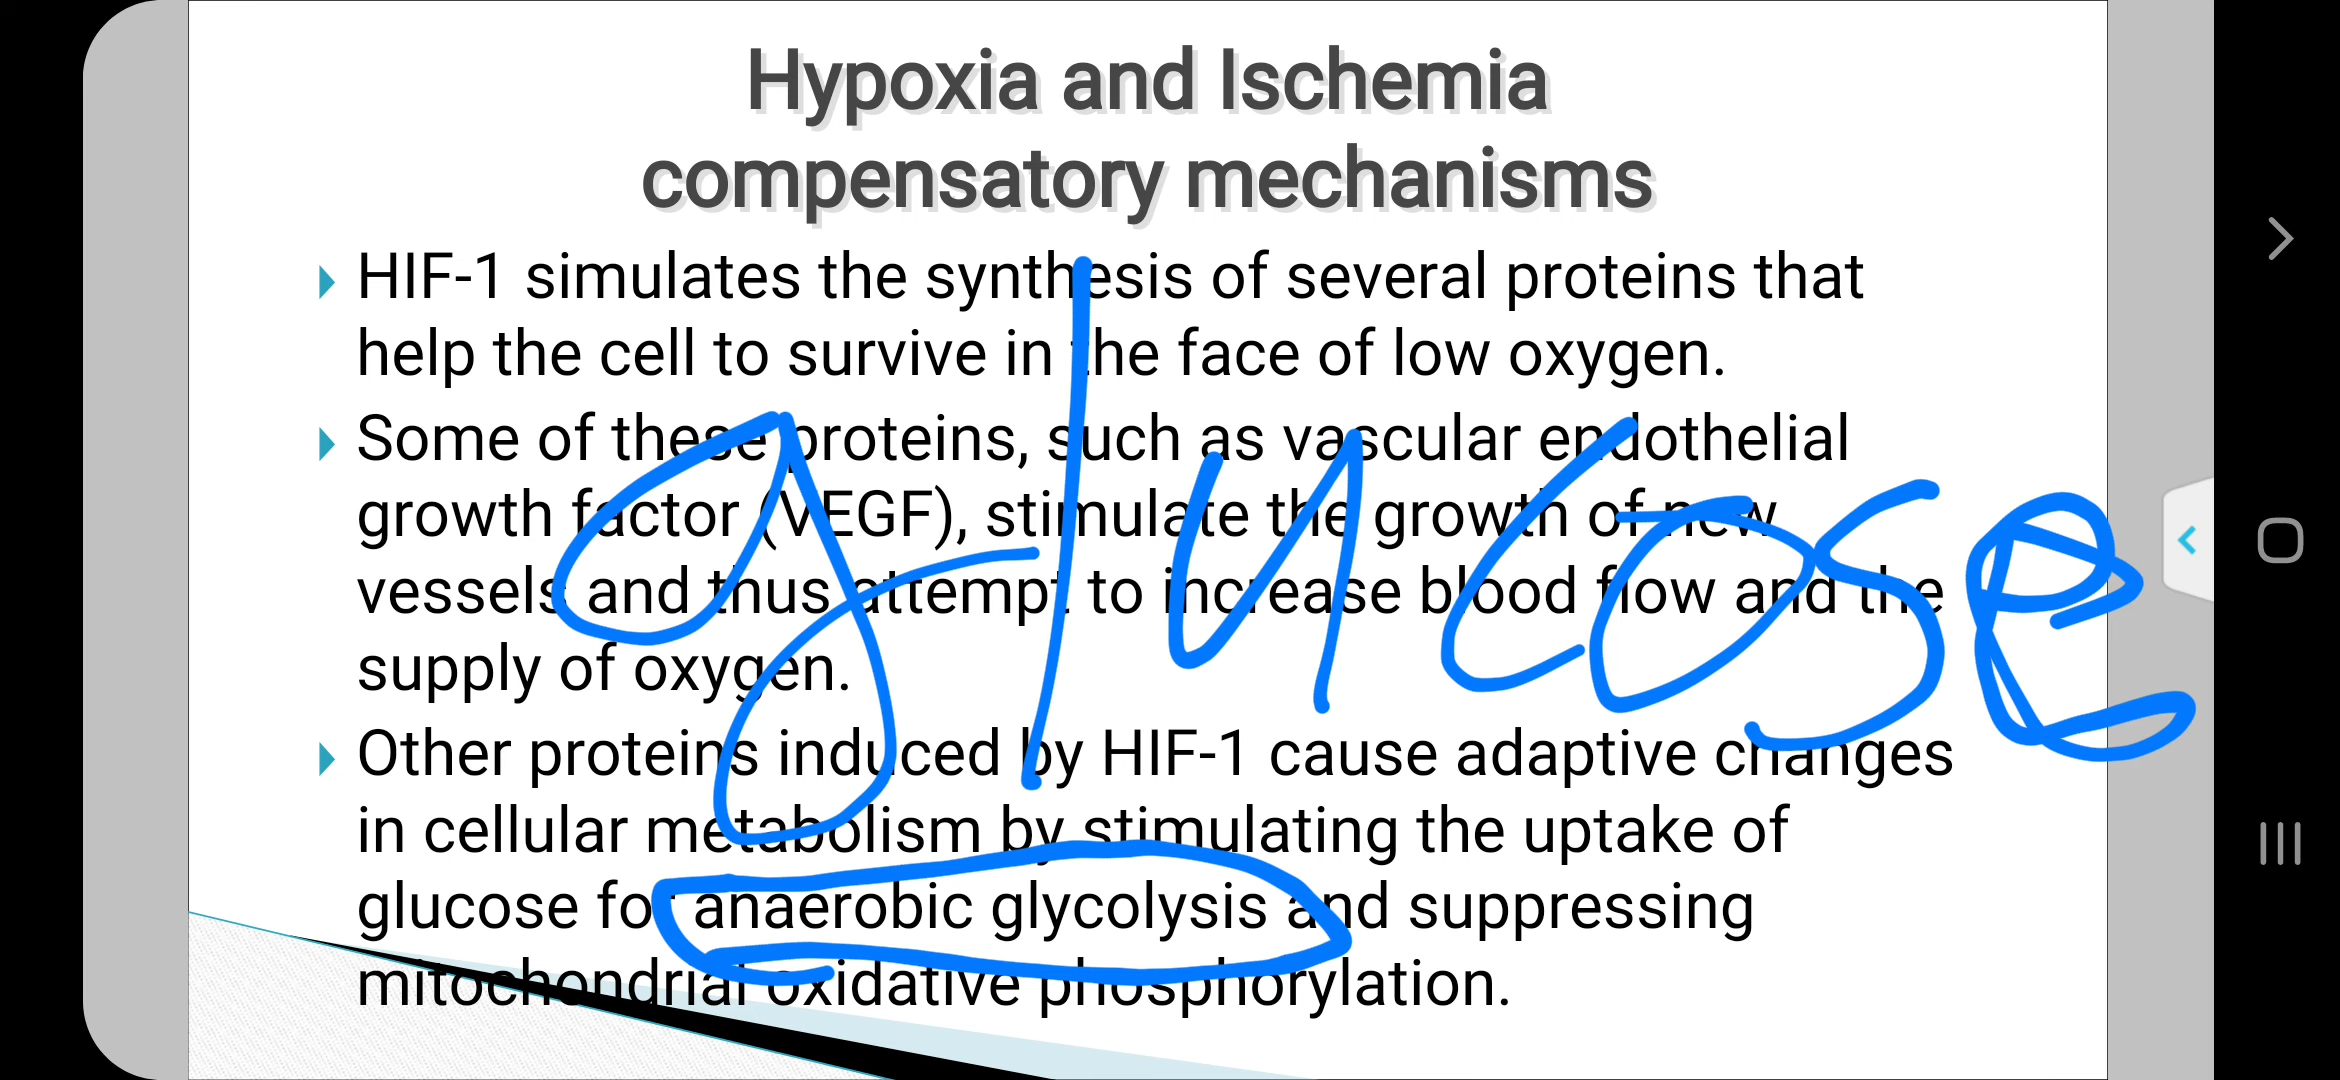 Hypoxia and Ischemia
compensatory mechanisms
HIF-1 simulates the synthesis of several proteins that
help the cell to survive in the face of low oxygen.
Some of these proteins, such as vascular endothelial
growth factor (VEGF), stimulate the growth of new
vessels and thus attempt to increase blood flow and the
supply of oxygen.
glucose
Other proteins induced by HIF-1 cause adaptive changes
in cellular metabolism by stimulating the uptake of
glucose for anaerobic glycolysis and suppressing
mitochondrial oxidative phosphorylation.